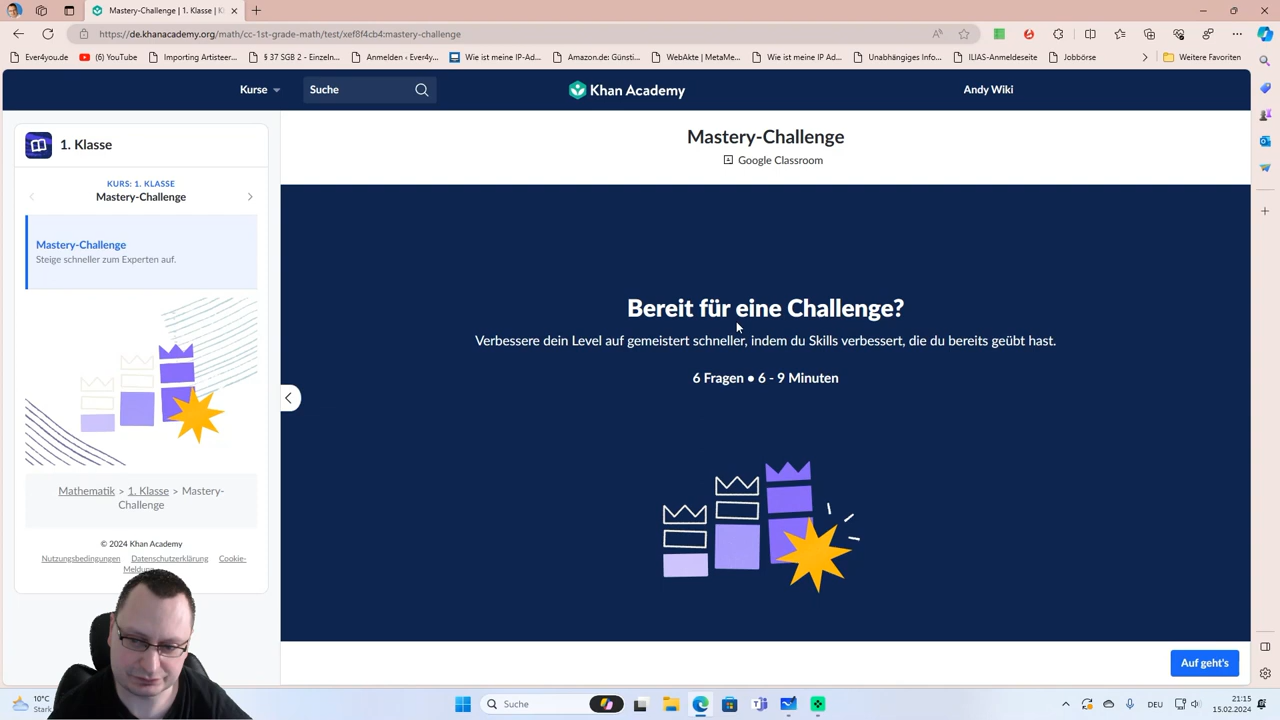 Mastery-Challenge | 1. Klasse | K
https://de.khanacademy.org/math/cc-1st-grade-math/test/xef8f4cb4:mastery-challenge
Ever4you.de
(6) YouTube
Importing Artisteer...
§ 37 SGB 2 - Einzeln...
Anmelden ‹ Ever4y...
Wie ist meine IP-Ad...
Amazon.de: Günsti...
WebAkte | MetaMe...
Wie ist meine IP-Ad...
Unabhängiges Info...
ILIAS-Anmeldeseite
Jobbörse
Weitere Favoriten
Kurse
Suche
Khan Academy
Andy Wiki
1. Klasse
KURS: 1. KLASSE
Mastery-Challenge
Mastery-Challenge
Steige schneller zum Experten auf.
Mathematik > 1. Klasse > Mastery-
Challenge
© 2024 Khan Academy
Nutzungsbedingungen Datenschutzerklärung Cookie-
Meldung
Mastery-Challenge
Google Classroom
Bereit für eine Challenge?
Verbessere dein Level auf gemeistert schneller, indem du Skills verbessert, die du bereits geübt hast.
6 Fragen • 6 - 9 Minuten
Auf geht's
10°C
Stark
Suche
DEU
21:15
15.02.2024